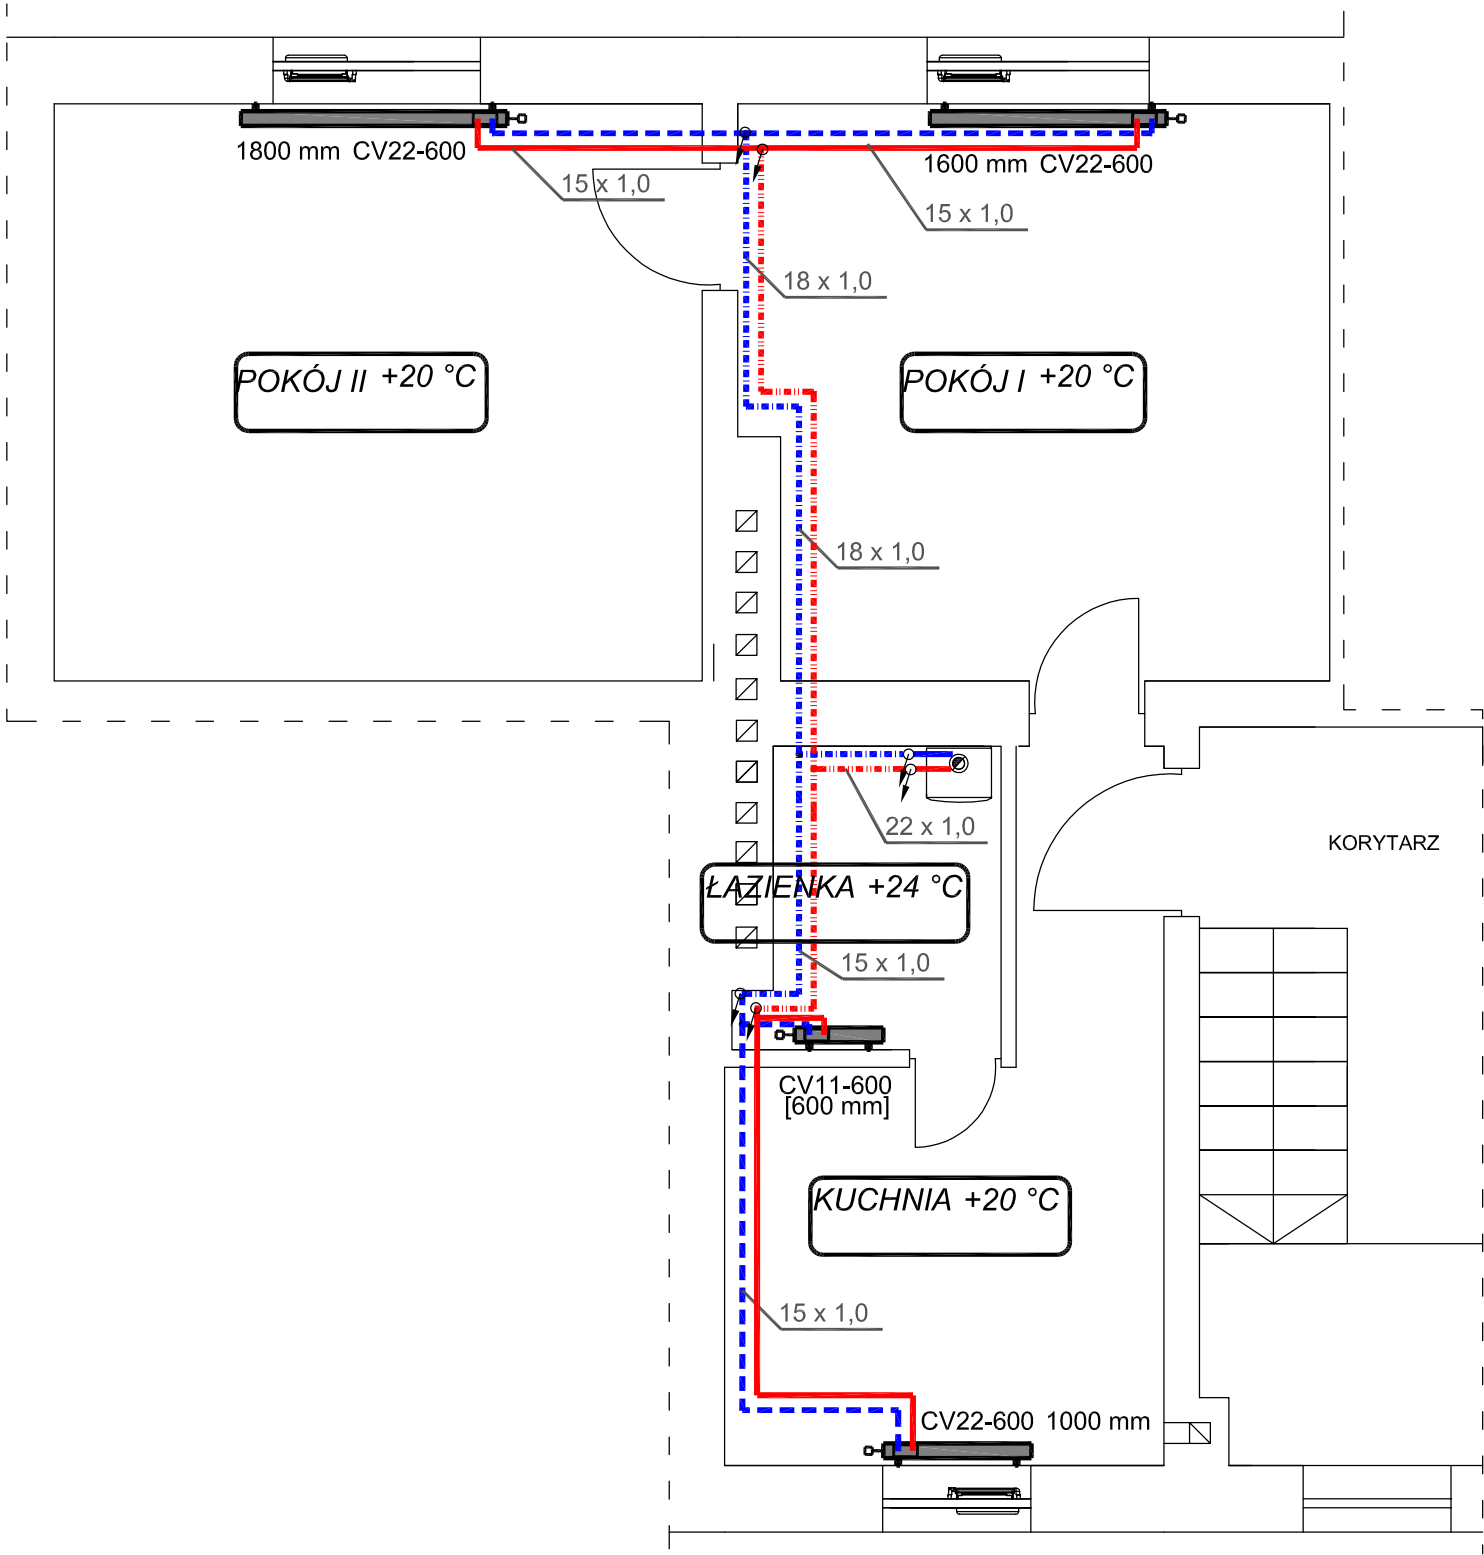 1800 mm CV22-600
1600 mm CV22-600
15 x 1,0
15 x 1,0
18 x 1,0
POKÓJ II +20 °C
POKÓJ I +20 °C
18 x 1,0
22 x 1,0
KORYTARZ
ŁAZIENKA +24 °C
15 x 1,0
CV11-600
[600 mm]
KUCHNIA +20 °C
15 x 1,0
CV22-600 1000 mm